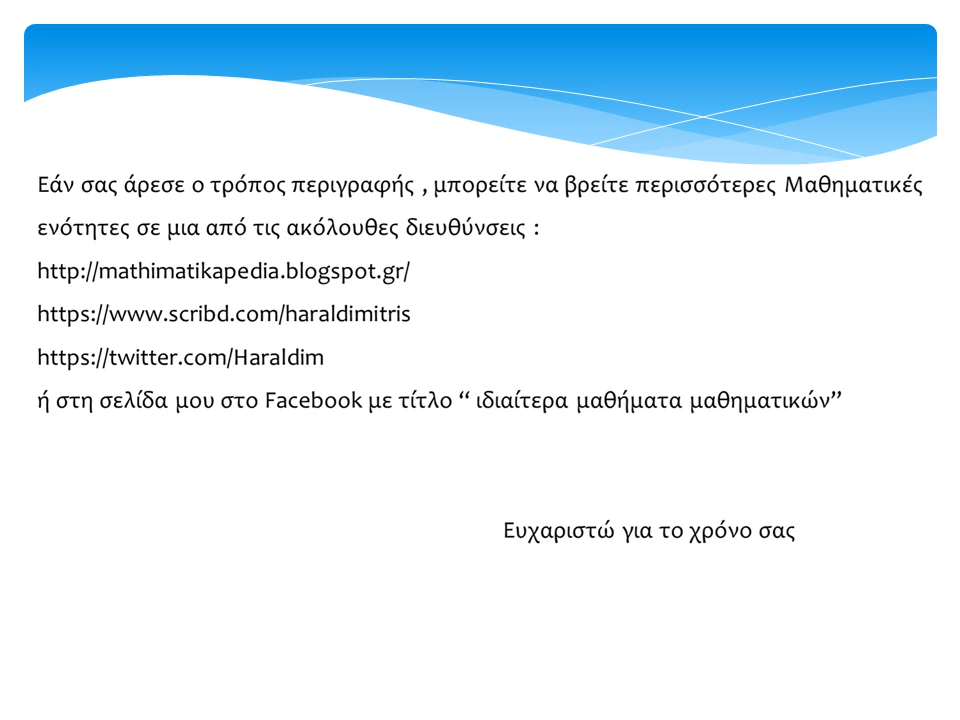 Εάν σας άρεσε ο τρόπος περιγραφής , μπορείτε να βρείτε περισσότερες Μαθηματικές
ενότητες σε μια από τις ακόλουθες διευθύνσεις :
http://mathimatikapedia.blogspot.gr/
https://www.scribd.com/haraldimitris
https://twitter.com/Haraldim
ή στη σελίδα μου στο Facebook με τίτλο “ ιδιαίτερα μαθήματα μαθηματικών”
Ευχαριστώ για το χρόνο σας